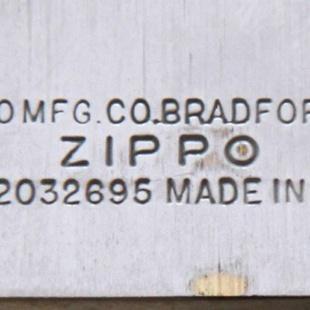 O MFG. CO. BRADFOR
ZIPPO
2032695 MADE IN